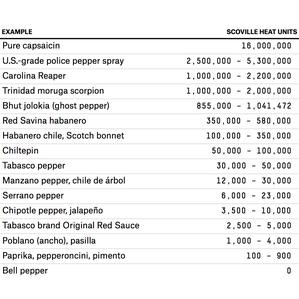 EXAMPLE SCOVILLE HEAT UNITS
Pure capsaicin 16,000,000
U.S.-grade police pepper spray 2,500,000 – 5,300,000
Carolina Reaper 1,000,000 – 2,200,000
Trinidad moruga scorpion 1,000,000 – 2,000,000
Bhut jolokia (ghost pepper) 855,000 – 1,041,472
Red Savina habanero 350,000 – 580,000
Habanero chile, Scotch bonnet 100,000 – 350,000
Chiltepin 50,000 – 100,000
Tabasco pepper 30,000 – 50,000
Manzano pepper, chile de árbol 12,000 – 30,000
Serrano pepper 6,000 – 23,000
Chipotle pepper, jalapeño 3,500 – 10,000
Tabasco brand Original Red Sauce 2,500 – 5,000
Poblano (ancho), pasilla 1,000 – 4,000
Paprika, pepperoncini, pimento 100 – 900
Bell pepper 0